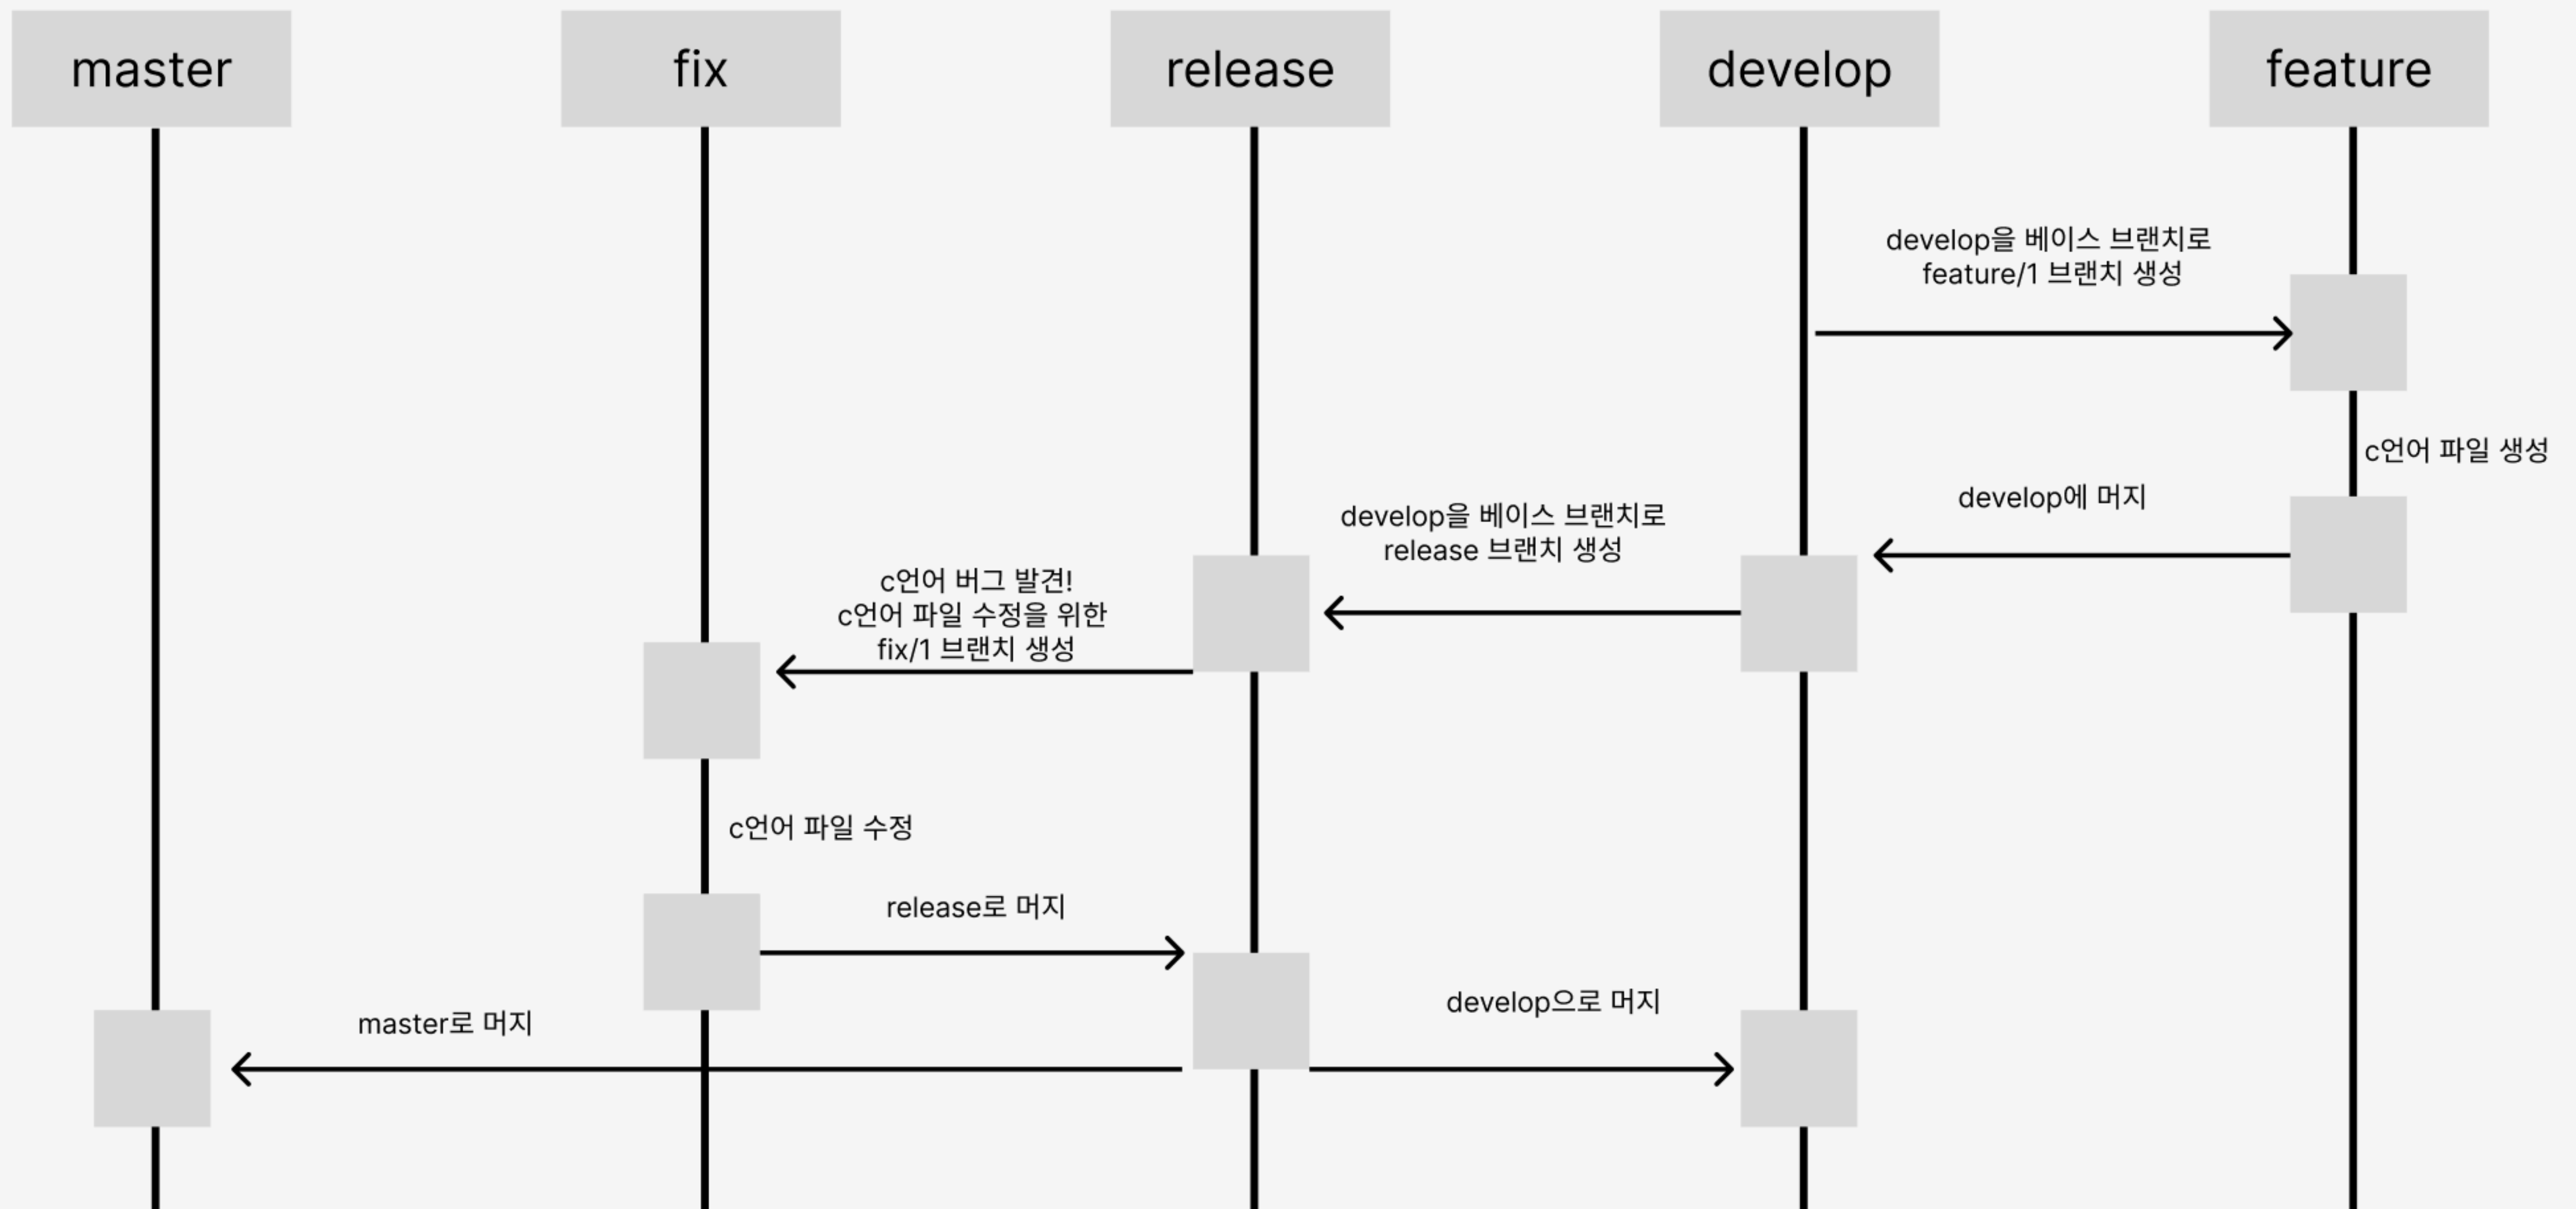 master
fix
release
develop
feature
develop을 베이스 브랜치로
feature/1 브랜치 생성
c언어 파일 생성
develop에 머지
develop을 베이스 브랜치로
release 브랜치 생성
c언어 버그 발견!
c언어 파일 수정을 위한
fix/1 브랜치 생성
c언어 파일 수정
release로 머지
develop으로 머지
master로 머지